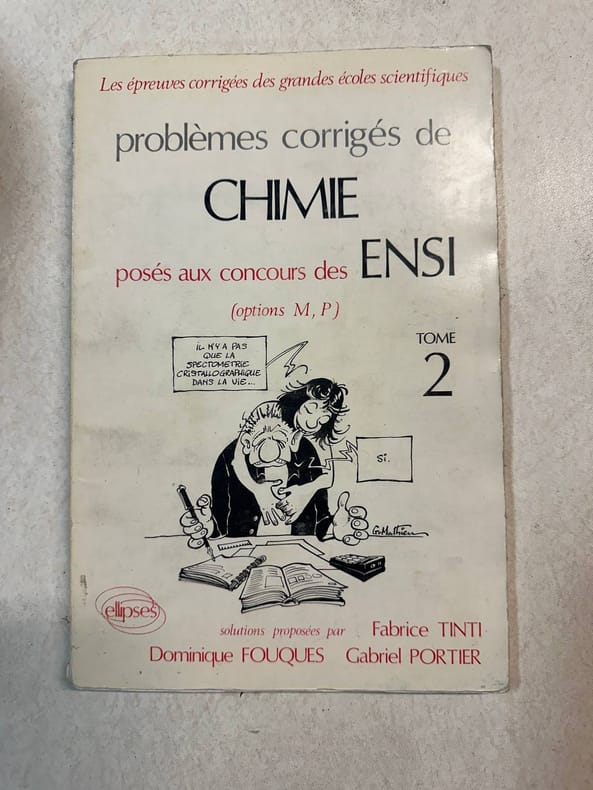 Les épreuves corrigées des grandes écoles scientifiques
problèmes corrigés de
CHIMIE
posés aux concours des ENSI
(options M, P)
TOME
2
IL N'Y A PAS
QUE LA
SPECTOMETRIE
CRISTALLOGRAPHIQUE
DANS LA VIE...
SI.
G. Mathieu
ellipses
solutions proposées par Fabrice TINTI
Dominique FOUQUES Gabriel PORTIER